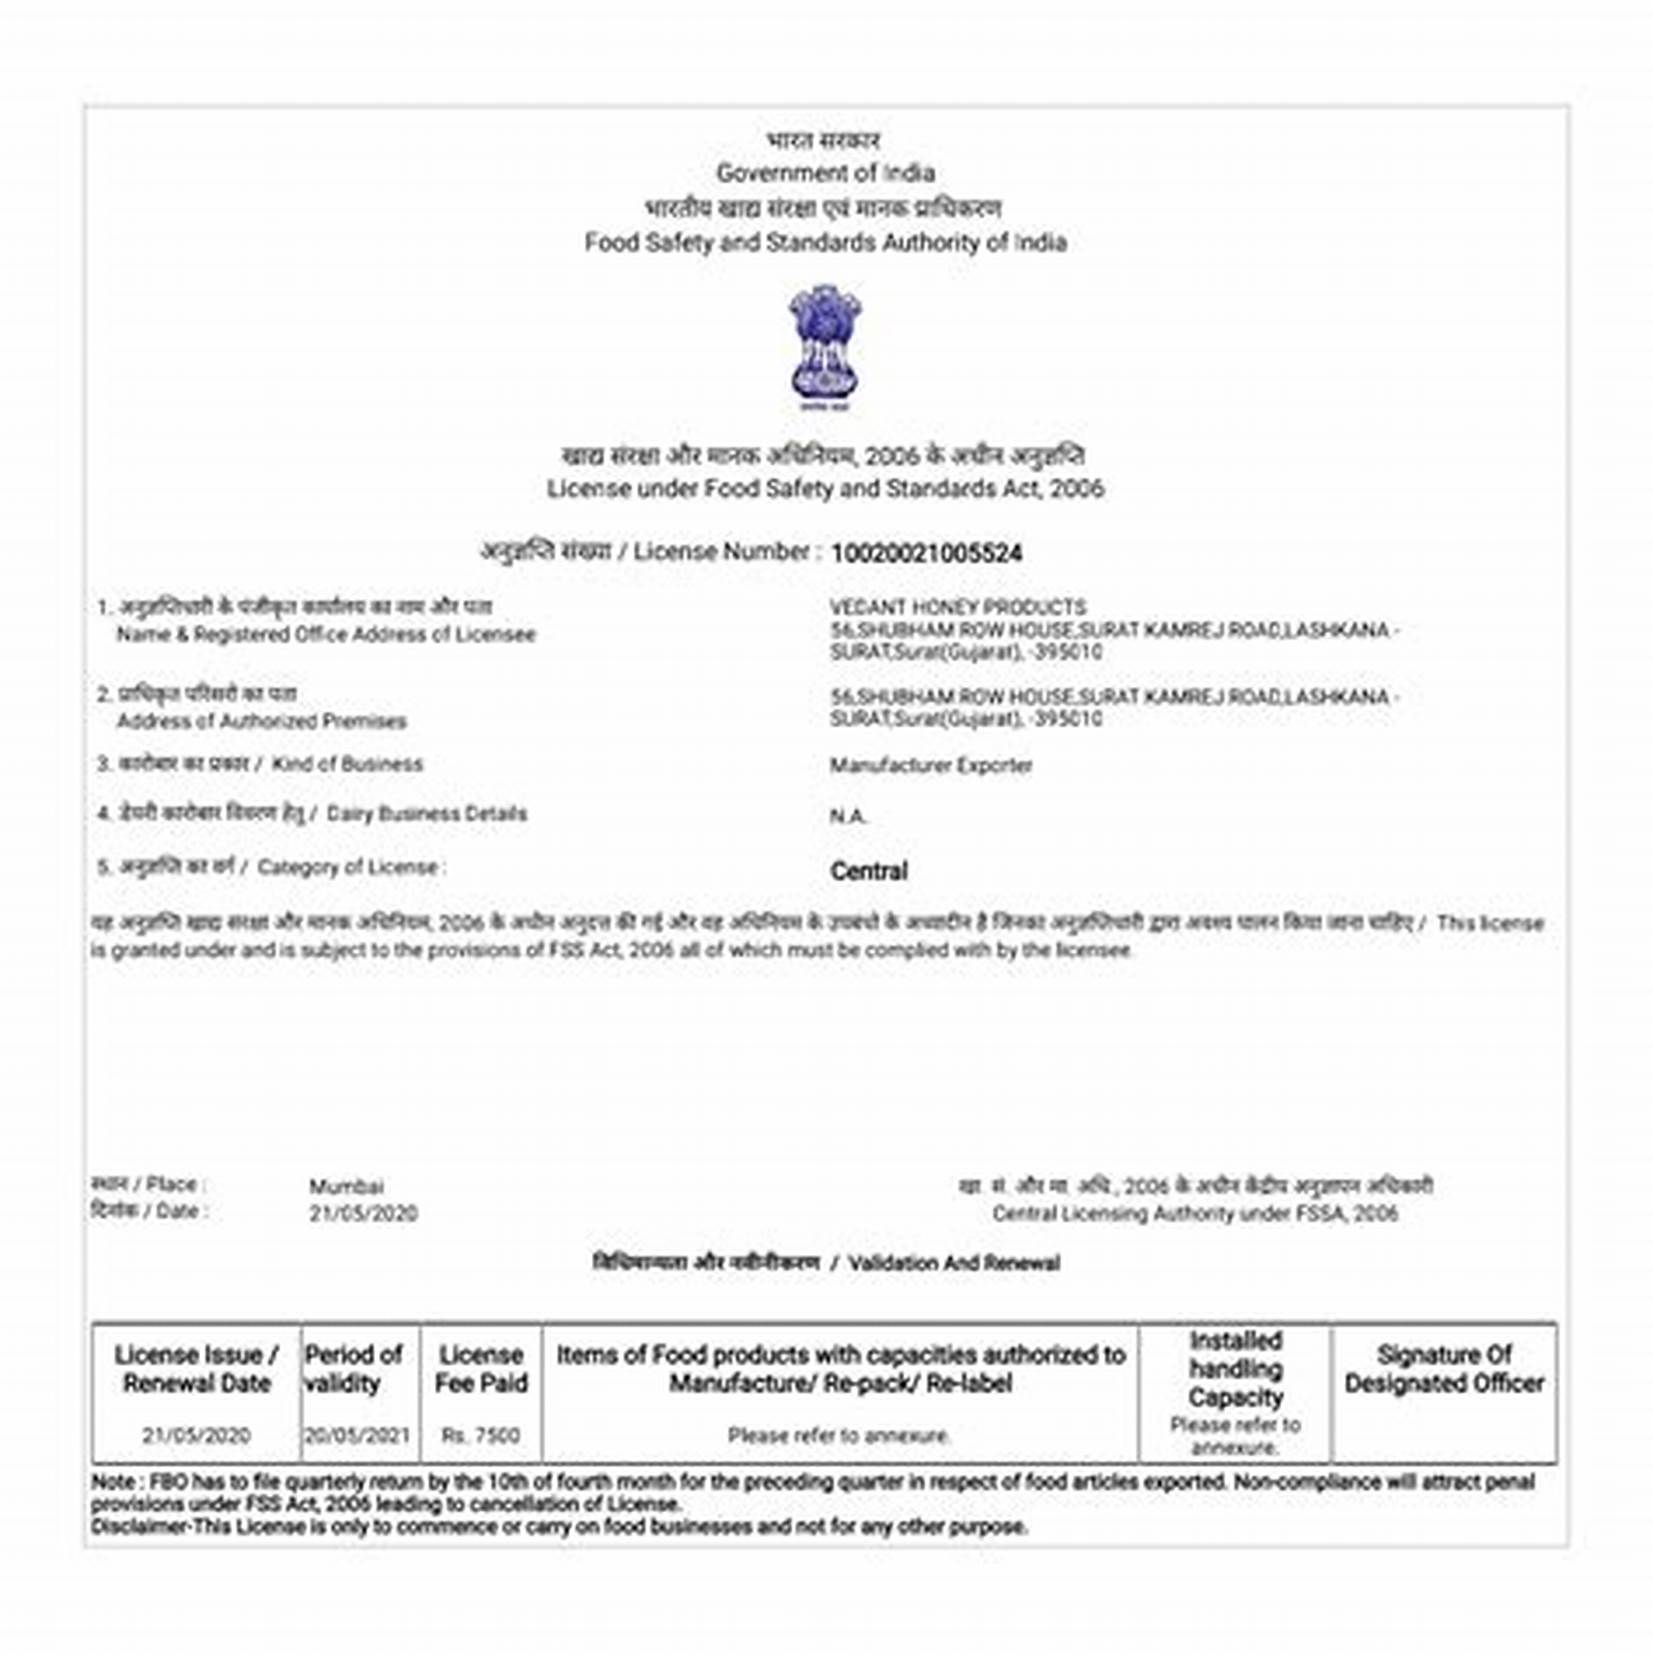 भारत सरकार
Government of India
भारतीय खाद्य संरक्षा एवं मानक प्राधिकरण
Food Safety and Standards Authority of India
खाद्य संरक्षा और मानक अधिनियम, 2006 के अधीन अनुज्ञप्ति
License under Food Safety and Standards Act, 2006
अनुज्ञप्ति संख्या / License Number : 10020021005524
1. अनुज्ञप्तिधारी के पंजीकृत कार्यालय का नाम और पता
Name & Registered Office Address of Licensee
VEDANT HONEY PRODUCTS
56,SHUBHAM ROW HOUSE,SURAT KAMREJ ROAD,LASHKANA -
SURAT,Surat(Gujarat), -395010
2. प्राधिकृत परिसरों का पता
Address of Authorized Premises
56,SHUBHAM ROW HOUSE,SURAT KAMREJ ROAD,LASHKANA -
SURAT,Surat(Gujarat), -395010
3. कारोबार का प्रकार / Kind of Business
Manufacturer Exporter
4. डेयरी कारोबार विवरण हेतु / Dairy Business Details
N.A.
5. अनुज्ञप्ति का वर्ग / Category of License :
Central
यह अनुज्ञप्ति खाद्य संरक्षा और मानक अधिनियम, 2006 के अधीन अनुदत्त की गई और वह अधिनियम के उपबंधों के अध्यादीन है जिनका अनुज्ञप्तिधारी द्वारा अवश्य पालन किया जाना चाहिए / This license
is granted under and is subject to the provisions of FSS Act, 2006 all of which must be complied with by the licensee.
स्थान / Place : Mumbai
दिनांक / Date : 21/05/2020
खा. सं. और मा. अधि., 2006 के अधीन केंद्रीय अनुज्ञापन अधिकारी
Central Licensing Authority under FSSA, 2006
विधिमान्यता और नवीनीकरण / Validation And Renewal
License Issue / Renewal Date
Period of validity
License Fee Paid
Items of Food products with capacities authorized to Manufacture/ Re-pack/ Re-label
Installed handling Capacity
Signature Of Designated Officer
21/05/2020
20/05/2021
Rs. 7500
Please refer to annexure.
Please refer to annexure.
Note : FBO has to file quarterly return by the 10th of fourth month for the preceding quarter in respect of food articles exported. Non-compliance will attract penal
provisions under FSS Act, 2006 leading to cancellation of License.
Disclaimer-This License is only to commence or carry on food businesses and not for any other purpose.